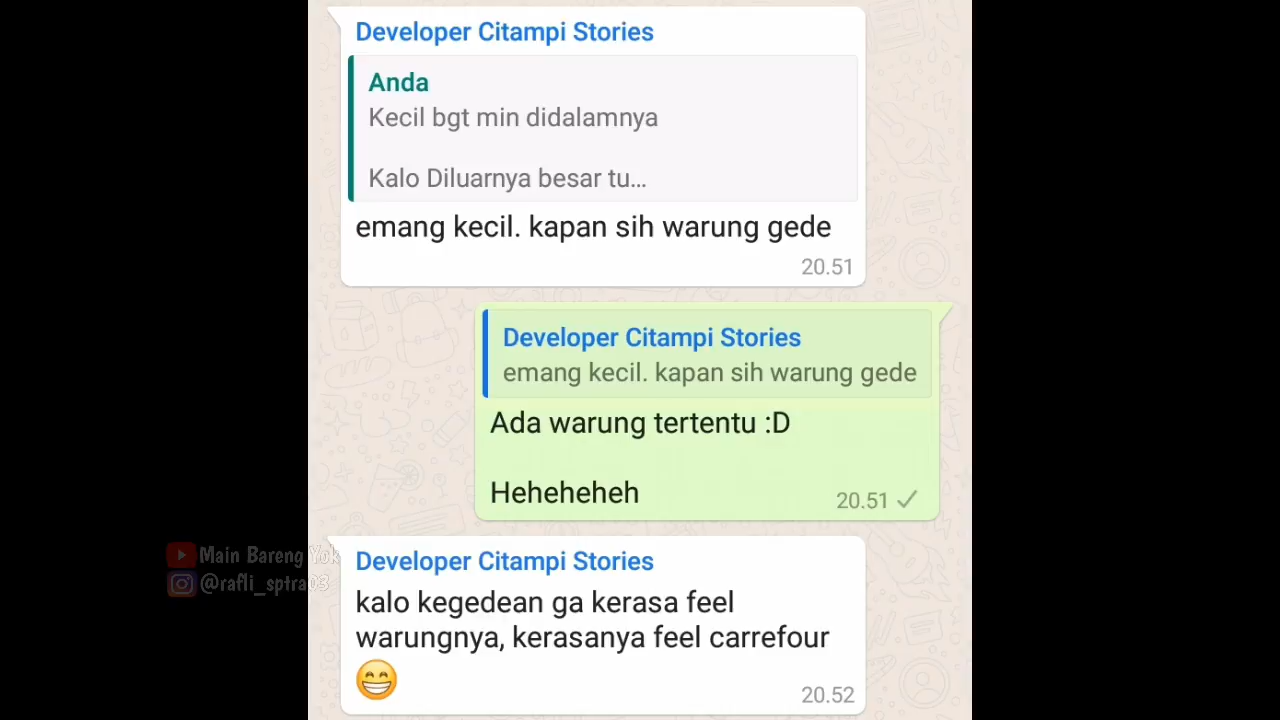 Developer Citampi Stories
Anda
Kecil bgt min didalamnya
Kalo Diluarnya besar tu…
emang kecil. kapan sih warung gede
20.51
Developer Citampi Stories
emang kecil. kapan sih warung gede
Ada warung tertentu :D
Heheheheh
20.51
Main Bareng Yok
@rafli_sptra03
Developer Citampi Stories
kalo kegedean ga kerasa feel
warungnya, kerasanya feel carrefour
😁
20.52